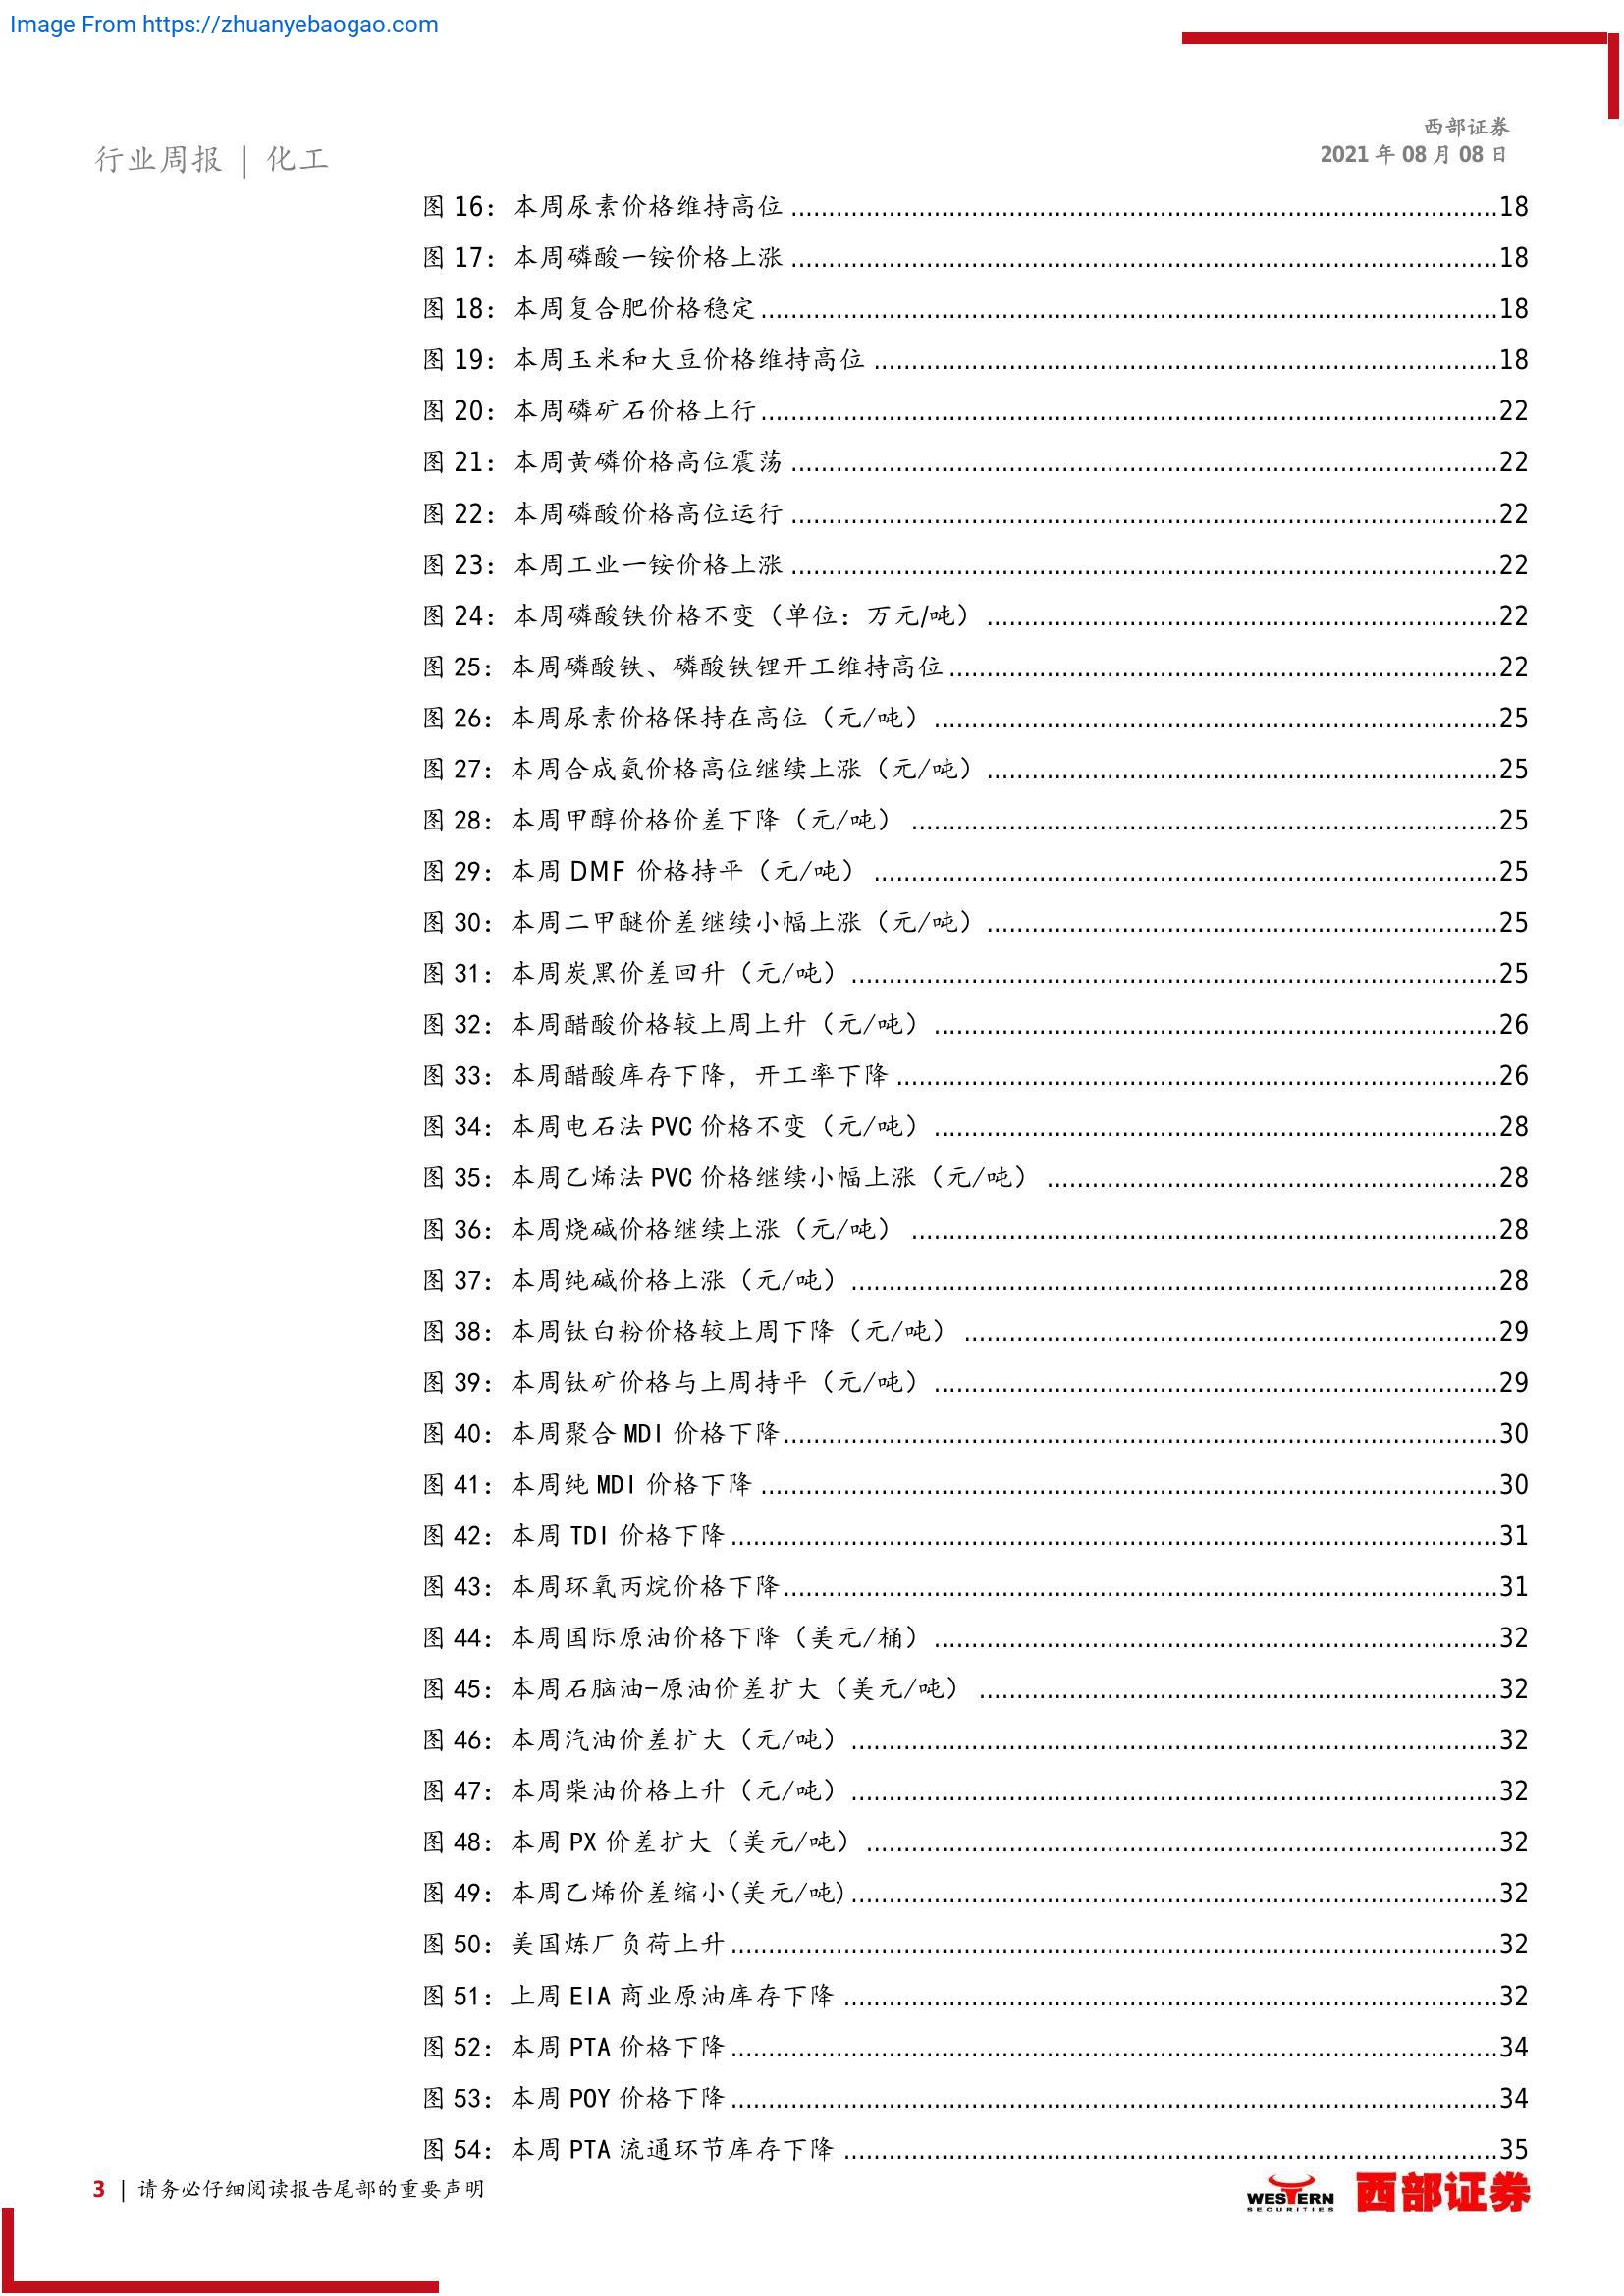 Image From https://zhuanyebaogao.com
西部证券
行业周报 | 化工
2021 年 08 月 08 日
图 16：本周尿素价格维持高位 ........18
图 17：本周磷酸一铵价格上涨 ........18
图 18：本周复合肥价格稳定 ........18
图 19：本周玉米和大豆价格维持高位 ........18
图 20：本周磷矿石价格上行 ........22
图 21：本周黄磷价格高位震荡 ........22
图 22：本周磷酸价格高位运行 ........22
图 23：本周工业一铵价格上涨 ........22
图 24：本周磷酸铁价格不变（单位：万元/吨） ........22
图 25：本周磷酸铁、磷酸铁锂开工维持高位 ........22
图 26：本周尿素价格保持在高位（元/吨） ........25
图 27：本周合成氨价格高位继续上涨（元/吨） ........25
图 28：本周甲醇价格价差下降（元/吨） ........25
图 29：本周 DMF 价格持平（元/吨） ........25
图 30：本周二甲醚价差继续小幅上涨（元/吨） ........25
图 31：本周炭黑价差回升（元/吨） ........25
图 32：本周醋酸价格较上周上升（元/吨） ........26
图 33：本周醋酸库存下降，开工率下降 ........26
图 34：本周电石法 PVC 价格不变（元/吨） ........28
图 35：本周乙烯法 PVC 价格继续小幅上涨（元/吨） ........28
图 36：本周烧碱价格继续上涨（元/吨） ........28
图 37：本周纯碱价格上涨（元/吨） ........28
图 38：本周钛白粉价格较上周下降（元/吨） ........29
图 39：本周钛矿价格与上周持平（元/吨） ........29
图 40：本周聚合 MDI 价格下降 ........30
图 41：本周纯 MDI 价格下降 ........30
图 42：本周 TDI 价格下降 ........31
图 43：本周环氧丙烷价格下降 ........31
图 44：本周国际原油价格下降（美元/桶） ........32
图 45：本周石脑油-原油价差扩大（美元/吨） ........32
图 46：本周汽油价差扩大（元/吨） ........32
图 47：本周柴油价格上升（元/吨） ........32
图 48：本周 PX 价差扩大（美元/吨） ........32
图 49：本周乙烯价差缩小(美元/吨) ........32
图 50：美国炼厂负荷上升 ........32
图 51：上周 EIA 商业原油库存下降 ........32
图 52：本周 PTA 价格下降 ........34
图 53：本周 POY 价格下降 ........34
图 54：本周 PTA 流通环节库存下降 ........35
3 | 请务必仔细阅读报告尾部的重要声明
WESTERN SECURITIES 西部证券